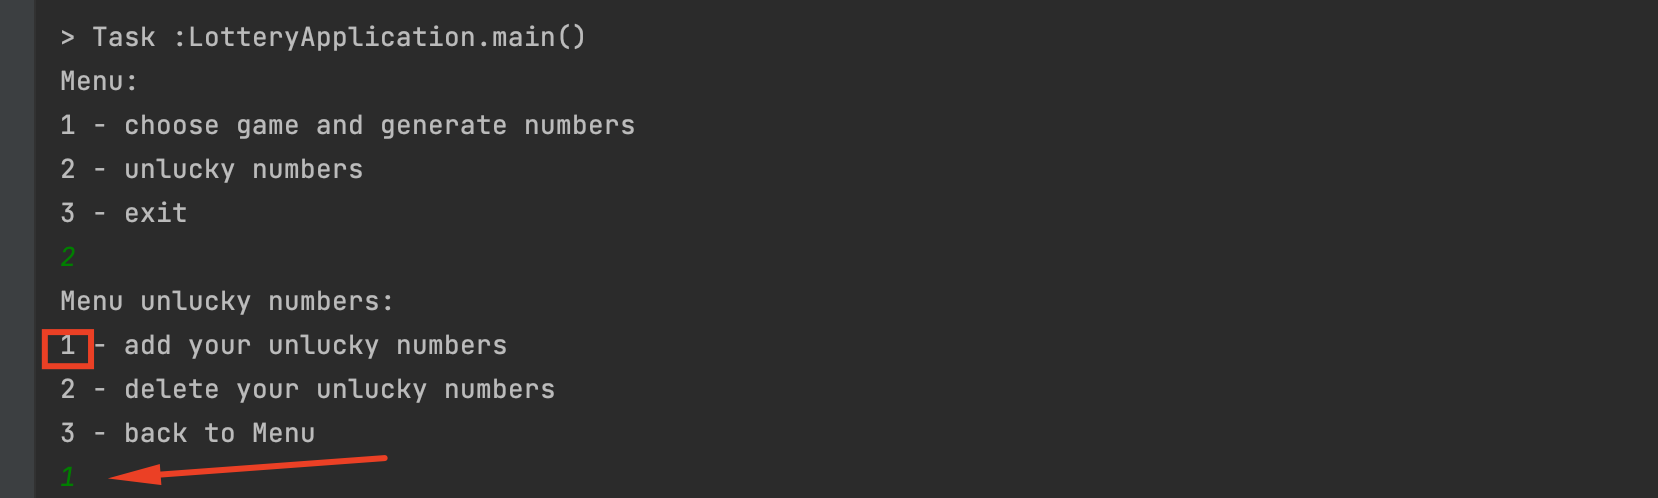 > Task :LotteryApplication.main()
Menu:
1 - choose game and generate numbers
2 - unlucky numbers
3 - exit
2
Menu unlucky numbers:
1 - add your unlucky numbers
2 - delete your unlucky numbers
3 - back to Menu
1